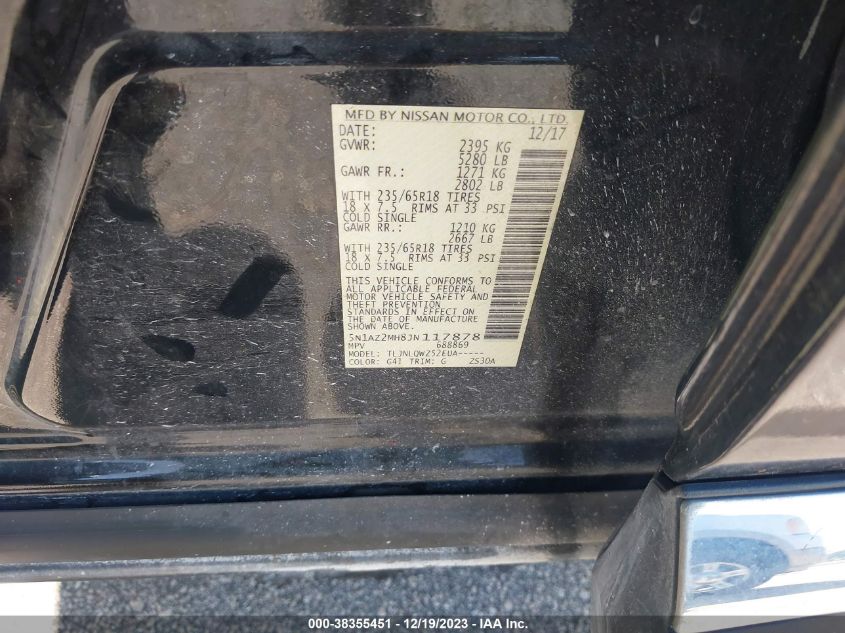 MFD BY NISSAN MOTOR CO., LTD.
DATE: 12/17
GVWR: 2395 KG
5280 LB
GAWR FR.: 1271 KG
2802 LB
WITH 235/65R18 TIRES
18 X 7.5 RIMS AT 33 PSI
COLD SINGLE
GAWR RR.: 1210 KG
2667 LB
WITH 235/65R18 TIRES
18 X 7.5 RIMS AT 33 PSI
COLD SINGLE
THIS VEHICLE CONFORMS TO
ALL APPLICABLE FEDERAL
MOTOR VEHICLE SAFETY AND
THEFT PREVENTION
STANDARDS IN EFFECT ON
THE DATE OF MANUFACTURE
5N1AZ2MH8JN117878
MPV 688869
MODEL: TLJNLQWZ52EUA-----
COLOR: G41 TRIM: G 2S30A
000-38355451 - 12/19/2023 - IAA Inc.